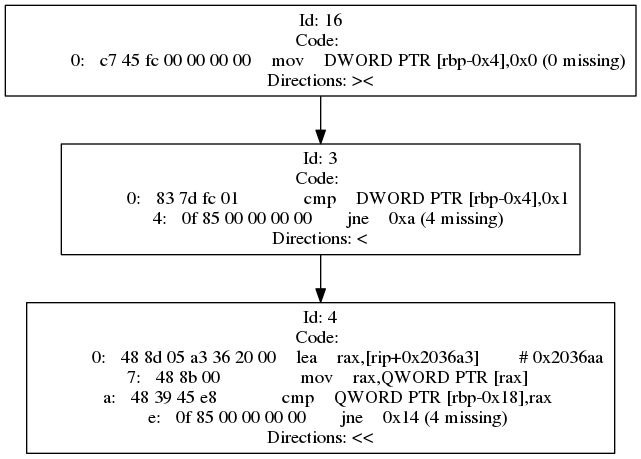 Id: 16
Code:
0: c7 45 fc 00 00 00 00 mov DWORD PTR [rbp-0x4],0x0 (0 missing)
Directions: ><
Id: 3
Code:
0: 83 7d fc 01 cmp DWORD PTR [rbp-0x4],0x1
4: 0f 85 00 00 00 00 jne 0xa (4 missing)
Directions: <
Id: 4
Code:
0: 48 8d 05 a3 36 20 00 lea rax,[rip+0x2036a3] # 0x2036aa
7: 48 8b 00 mov rax,QWORD PTR [rax]
a: 48 39 45 e8 cmp QWORD PTR [rbp-0x18],rax
e: 0f 85 00 00 00 00 jne 0x14 (4 missing)
Directions: <<